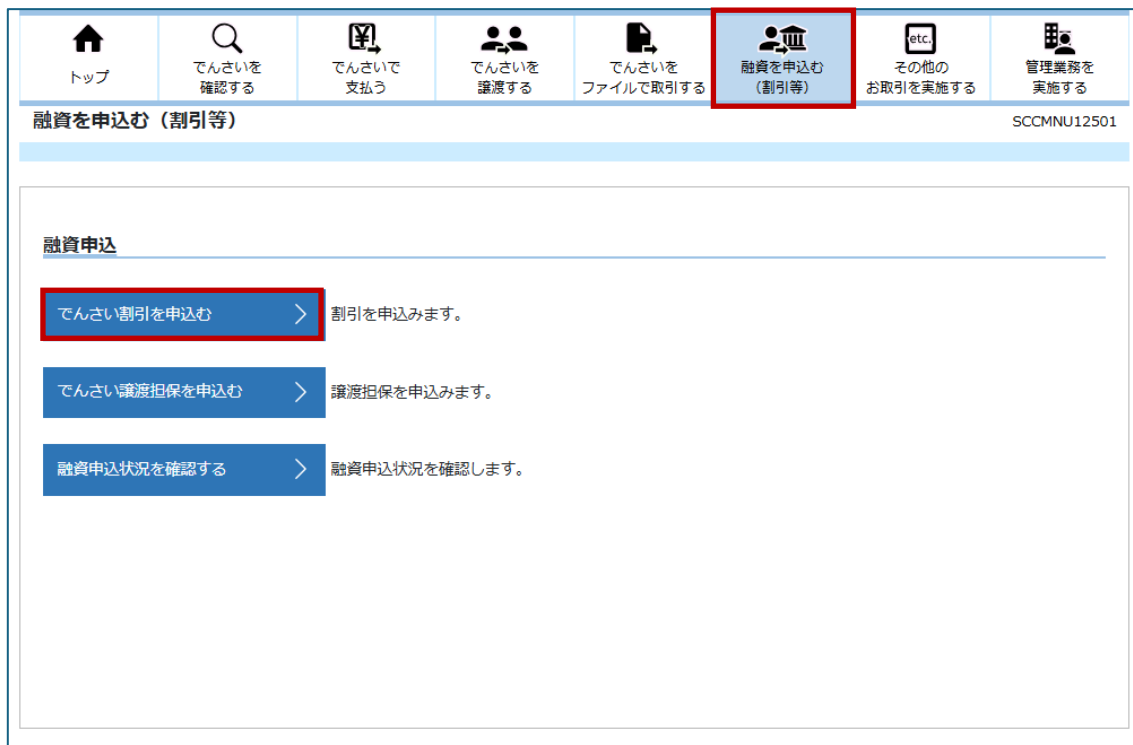 トップ
でんさいを
確認する
でんさいで
支払う
でんさいを
譲渡する
でんさいを
ファイルで取引する
融資を申込む
(割引等)
etc.
その他の
お取引を実施する
管理業務を
実施する
融資を申込む(割引等)
SCCMNU12501
融資申込
でんさい割引を申込む
割引を申込みます。
でんさい譲渡担保を申込む
譲渡担保を申込みます。
融資申込状況を確認する
融資申込状況を確認します。